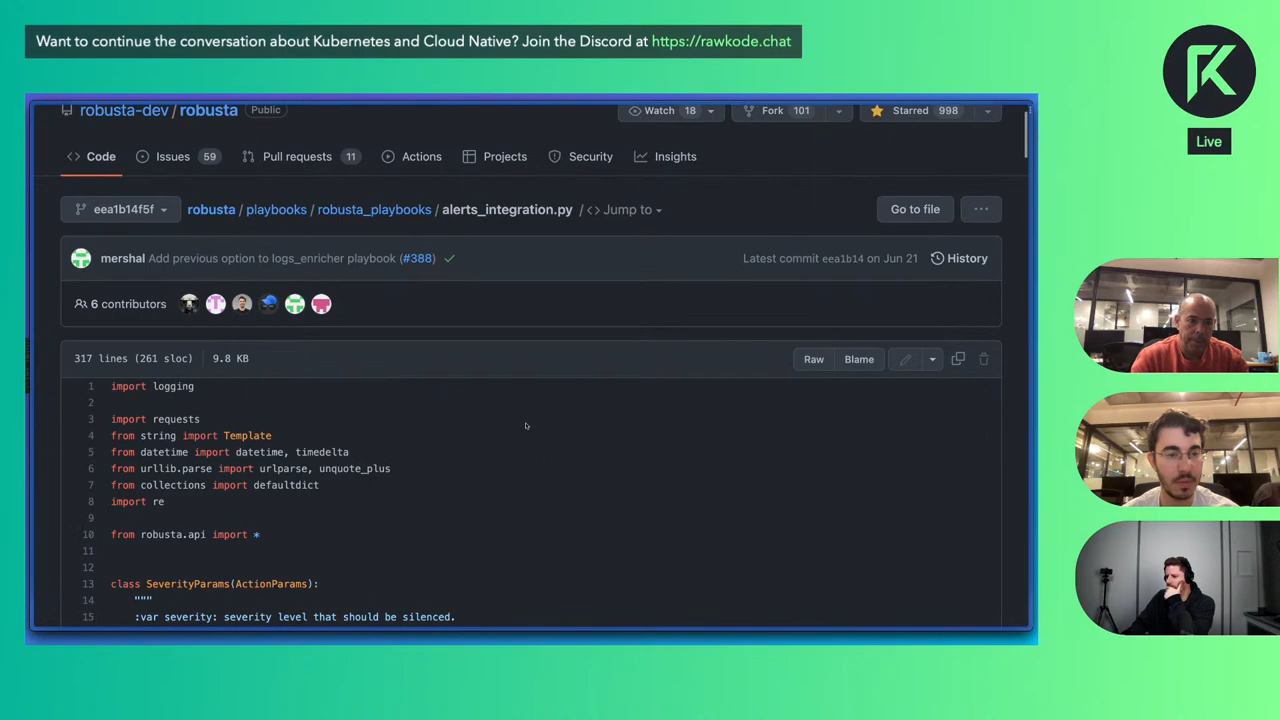 Want to continue the conversation about Kubernetes and Cloud Native? Join the Discord at https://rawkode.chat
Live
robusta-dev / robusta Public
Watch 18
Fork 101
Starred 998
Code
Issues 59
Pull requests 11
Actions
Projects
Security
Insights
eea1b14f5f
robusta / playbooks / robusta_playbooks / alerts_integration.py / <> Jump to
Go to file
...
mershal Add previous option to logs_enricher playbook (#388)
Latest commit eea1b14 on Jun 21
History
6 contributors
317 lines (261 sloc)
9.8 KB
Raw
Blame
1 import logging
2
3 import requests
4 from string import Template
5 from datetime import datetime, timedelta
6 from urllib.parse import urlparse, unquote_plus
7 from collections import defaultdict
8 import re
9
10 from robusta.api import *
11
12
13 class SeverityParams(ActionParams):
14 """
15 :var severity: severity level that should be silenced.